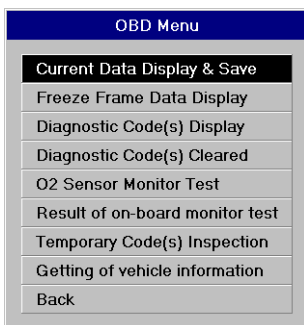 OBD Menu
Current Data Display & Save
Freeze Frame Data Display
Diagnostic Code(s) Display
Diagnostic Code(s) Cleared
O2 Sensor Monitor Test
Result of on-board monitor test
Temporary Code(s) Inspection
Getting of vehicle information
Back